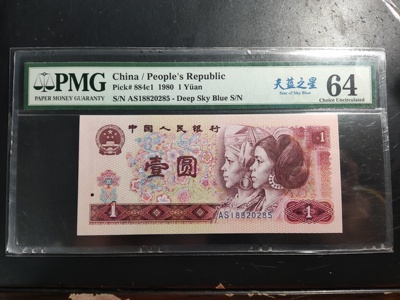 PMG
PAPER MONEY GUARANTY
China / People's Republic
Pick# 884c1 1980 1 Yüan
S/N AS18820285 - Deep Sky Blue S/N
天蓝之星
Star of Sky Blue
64
Choice Uncirculated
中国人民银行
1
壹圆
AS18820285
1
1